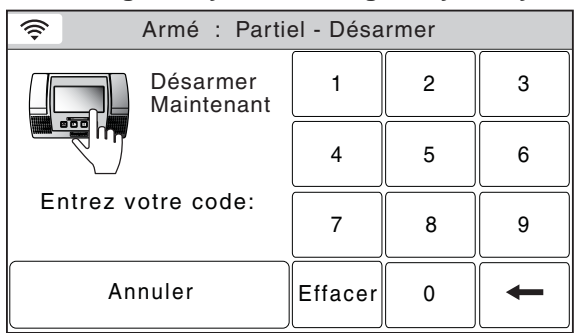 Armé : Partiel - Désarmer
Désarmer
Maintenant
Entrez votre code:
1 2 3
4 5 6
7 8 9
Annuler Effacer 0